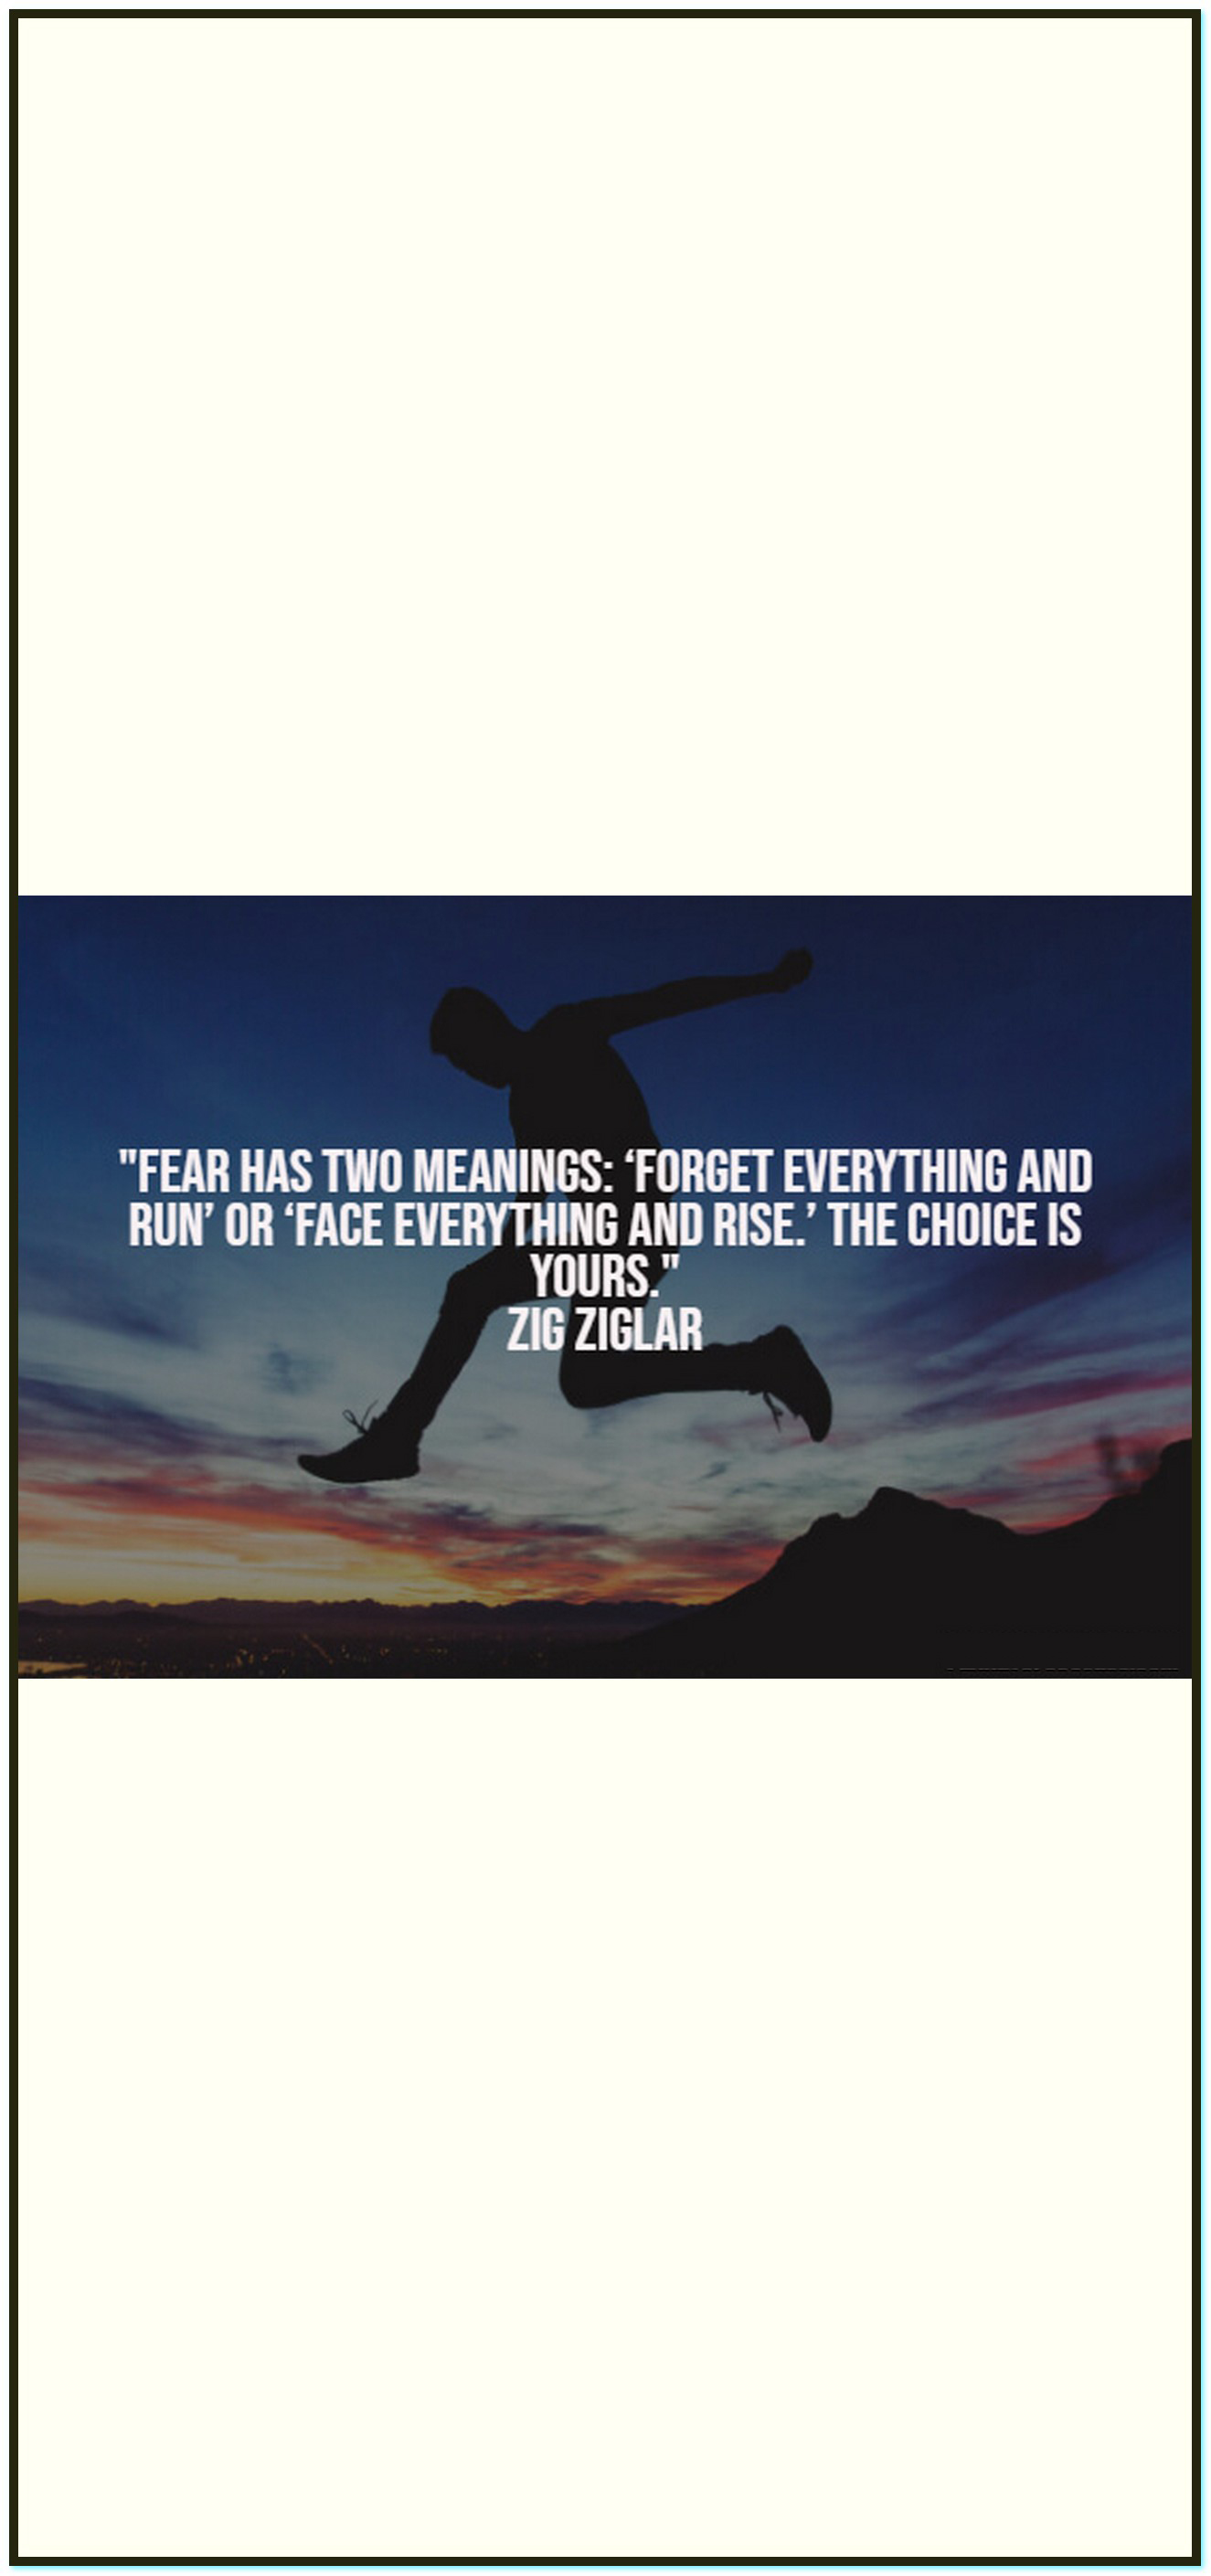 "FEAR HAS TWO MEANINGS: ‘FORGET EVERYTHING AND
RUN’ OR ‘FACE EVERYTHING AND RISE.’ THE CHOICE IS
YOURS."
ZIG ZIGLAR